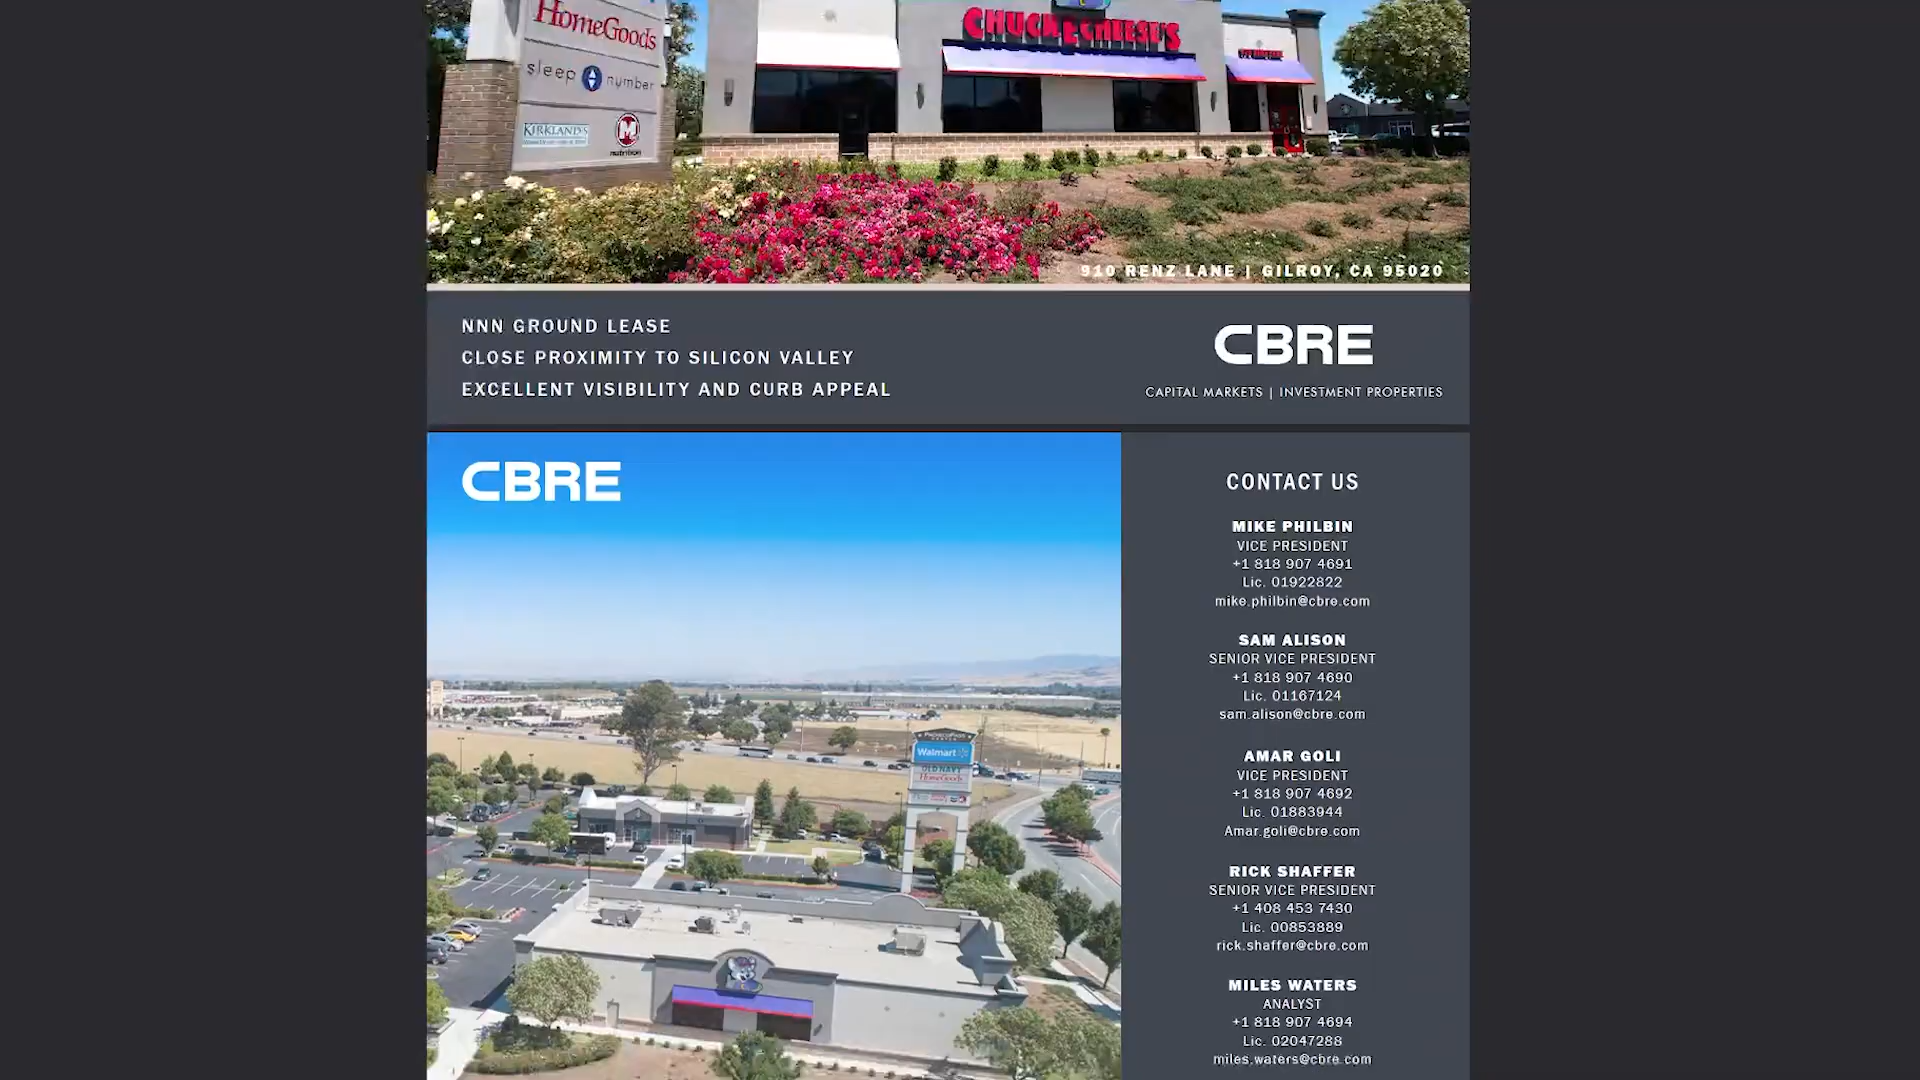 HomeGoods
sleep number
KIRKLAND'S
M
nutrition
CHUCK E CHEESE'S
910 RENZ LANE | GILROY, CA 95020
NNN GROUND LEASE
CLOSE PROXIMITY TO SILICON VALLEY
EXCELLENT VISIBILITY AND CURB APPEAL
CBRE
CAPITAL MARKETS | INVESTMENT PROPERTIES
CBRE
Walmart
OLD NAVY
HomeGoods
CONTACT US
MIKE PHILBIN
VICE PRESIDENT
+1 818 907 4691
Lic. 01922822
mike.philbin@cbre.com
SAM ALISON
SENIOR VICE PRESIDENT
+1 818 907 4690
Lic. 01167124
sam.alison@cbre.com
AMAR GOLI
VICE PRESIDENT
+1 818 907 4692
Lic. 01883944
Amar.goli@cbre.com
RICK SHAFFER
SENIOR VICE PRESIDENT
+1 408 453 7430
Lic. 00853889
rick.shaffer@cbre.com
MILES WATERS
ANALYST
+1 818 907 4694
Lic. 02047288
miles.waters@cbre.com